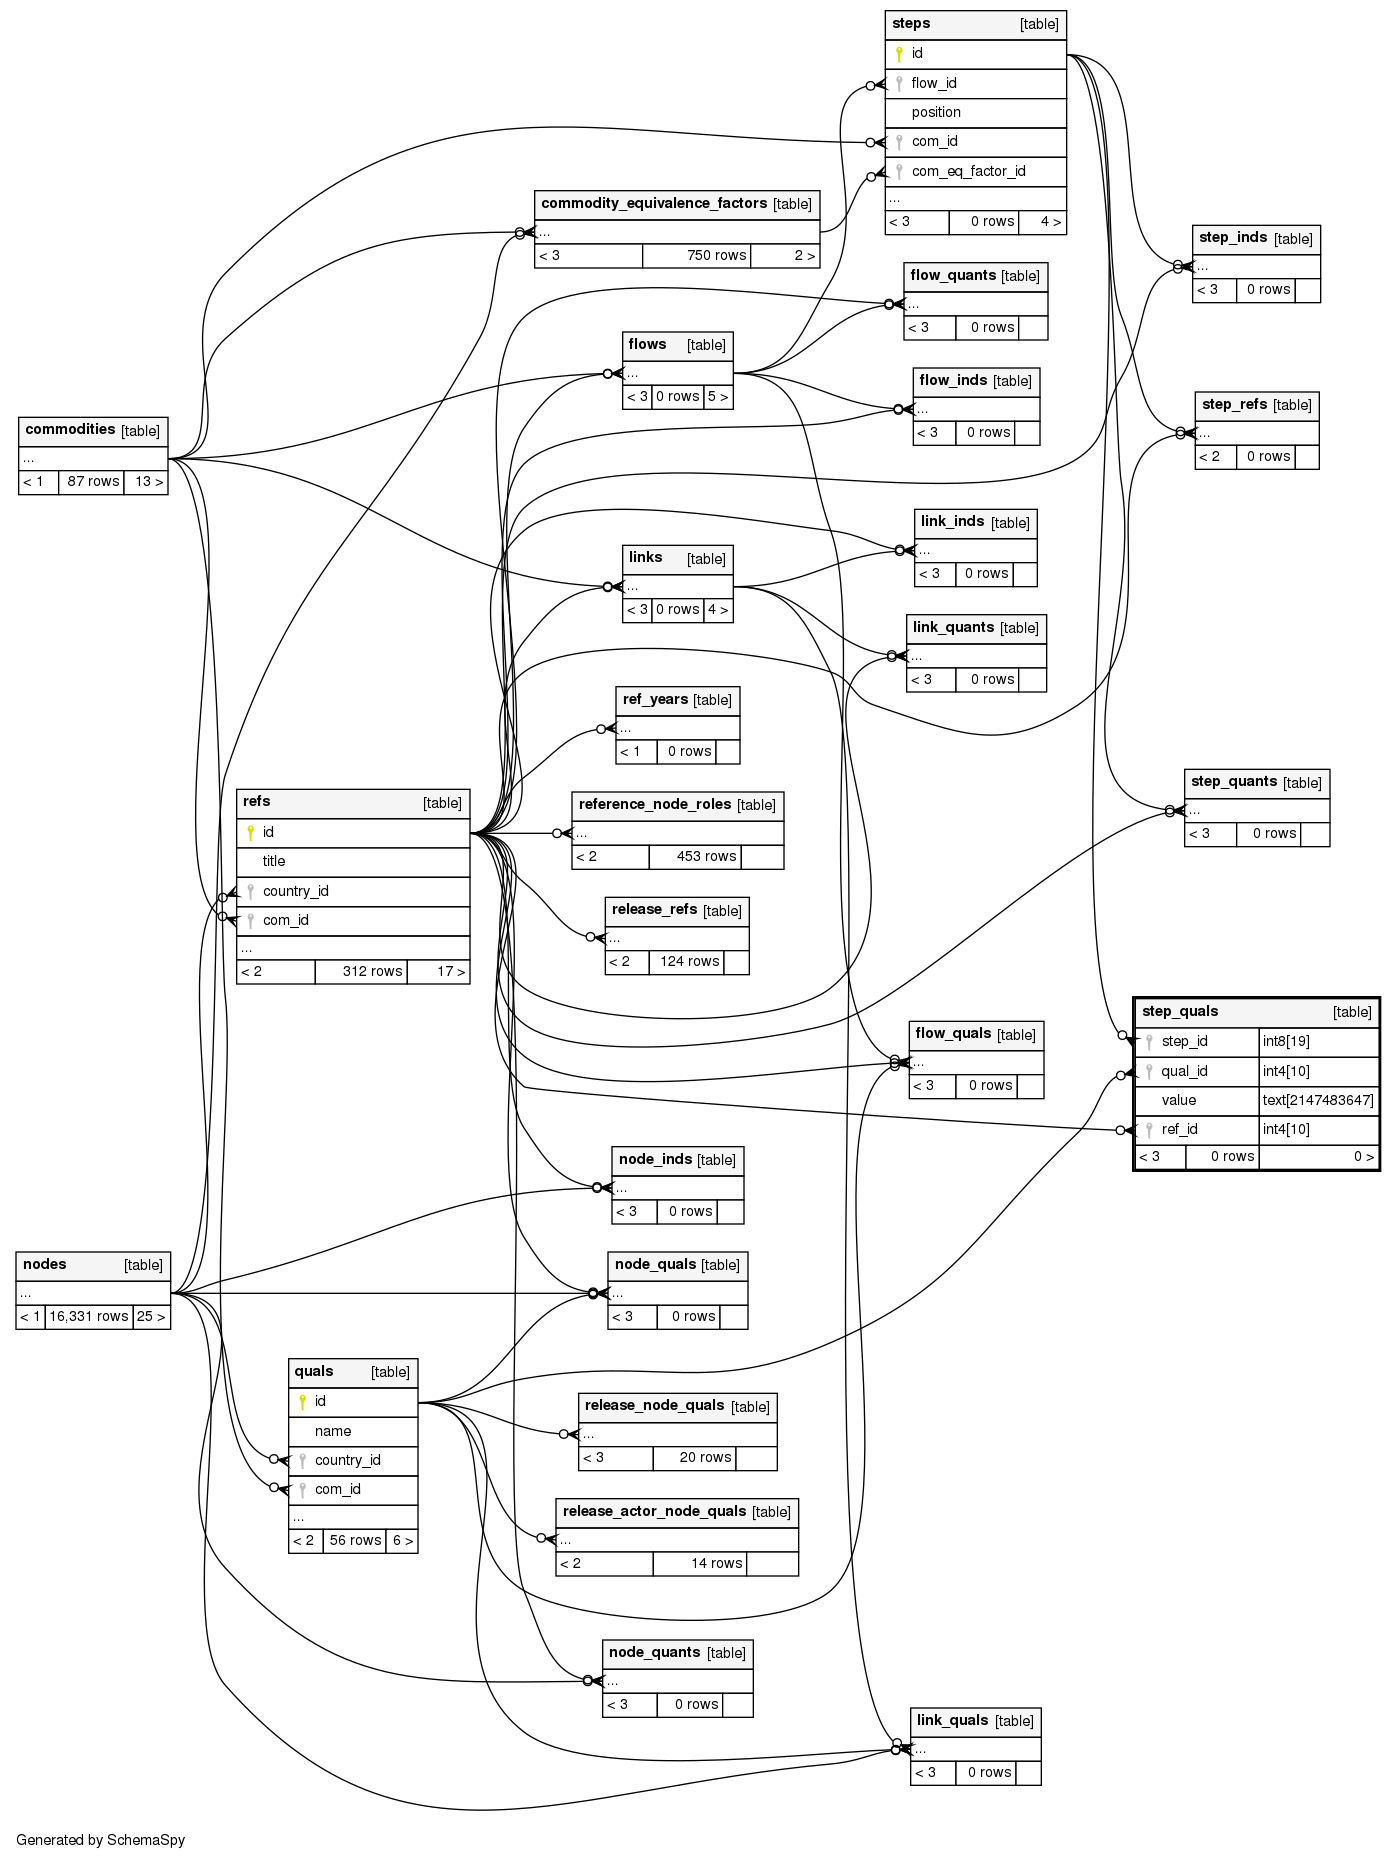 steps [table]
id
flow_id
position
com_id
com_eq_factor_id
...
< 3 0 rows 4 >
commodity_equivalence_factors [table]
...
< 3 750 rows 2 >
step_inds [table]
...
< 3 0 rows
flow_quants [table]
...
< 3 0 rows
flows [table]
...
< 3 0 rows 5 >
flow_inds [table]
...
< 3 0 rows
step_refs [table]
...
< 2 0 rows
commodities [table]
...
< 1 87 rows 13 >
link_inds [table]
...
< 3 0 rows
links [table]
...
< 3 0 rows 4 >
link_quants [table]
...
< 3 0 rows
ref_years [table]
...
< 1 0 rows
step_quants [table]
...
< 3 0 rows
refs [table]
id
title
country_id
com_id
...
< 2 312 rows 17 >
reference_node_roles [table]
...
< 2 453 rows
release_refs [table]
...
< 2 124 rows
step_quals [table]
step_id int8[19]
qual_id int4[10]
value text[2147483647]
ref_id int4[10]
< 3 0 rows 0 >
flow_quals [table]
...
< 3 0 rows
node_inds [table]
...
< 3 0 rows
nodes [table]
...
< 1 16,331 rows 25 >
node_quals [table]
...
< 3 0 rows
quals [table]
id
name
country_id
com_id
...
< 2 56 rows 6 >
release_node_quals [table]
...
< 3 20 rows
release_actor_node_quals [table]
...
< 2 14 rows
node_quants [table]
...
< 3 0 rows
link_quals [table]
...
< 3 0 rows
Generated by SchemaSpy